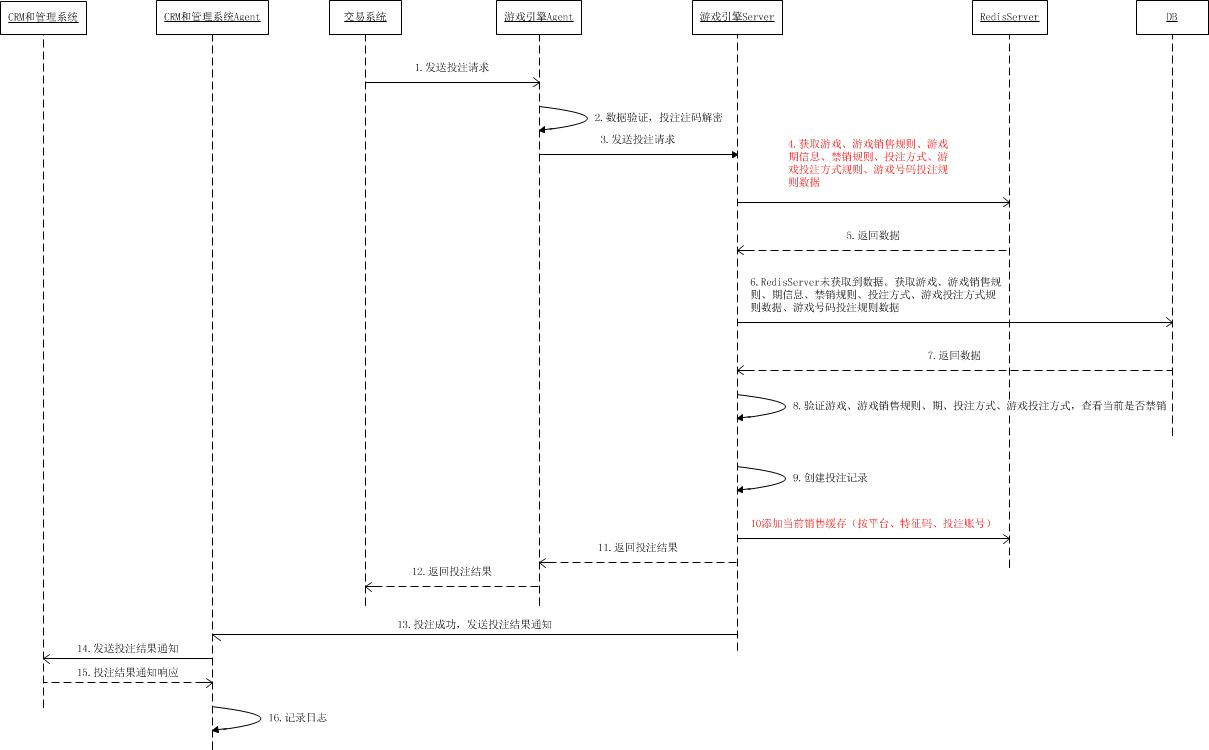 CRM和管理系统
CRM和管理系统Agent
交易系统
游戏引擎Agent
游戏引擎Server
RedisServer
DB
1.发送投注请求
2.数据验证，投注注码解密
3.发送投注请求
4.获取游戏、游戏销售规则、游戏
期信息、禁销规则、投注方式、游
戏投注方式规则、游戏号码投注规
则数据
5.返回数据
6.RedisServer未获取到数据。获取游戏、游戏销售规
则、期信息、禁销规则、投注方式、游戏投注方式规
则数据、游戏号码投注规则数据
7.返回数据
8.验证游戏、游戏销售规则、期、投注方式、游戏投注方式，查看当前是否禁销
9.创建投注记录
10添加当前销售缓存（按平台、特征码、投注账号）
11.返回投注结果
12.返回投注结果
13.投注成功，发送投注结果通知
14.发送投注结果通知
15.投注结果通知响应
16.记录日志